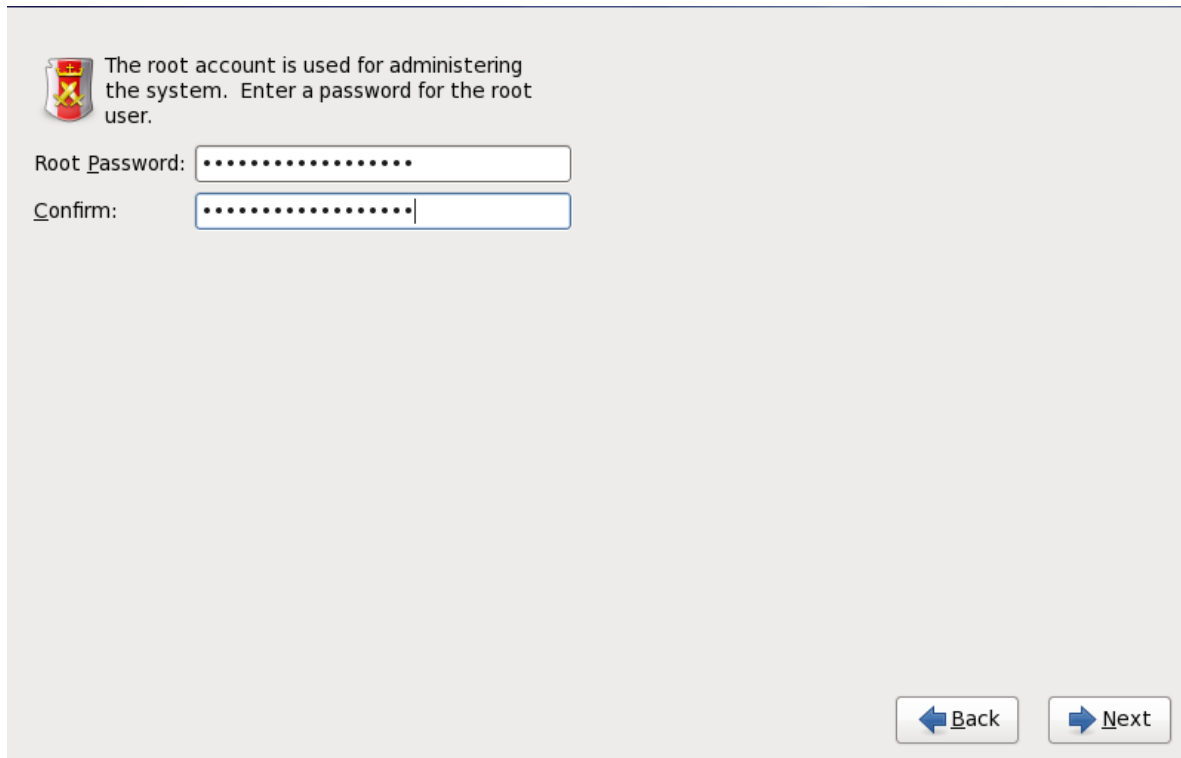 The root account is used for administering
the system.  Enter a password for the root
user.
Root Password: ••••••••••••••••••
Confirm: ••••••••••••••••••
Back
Next